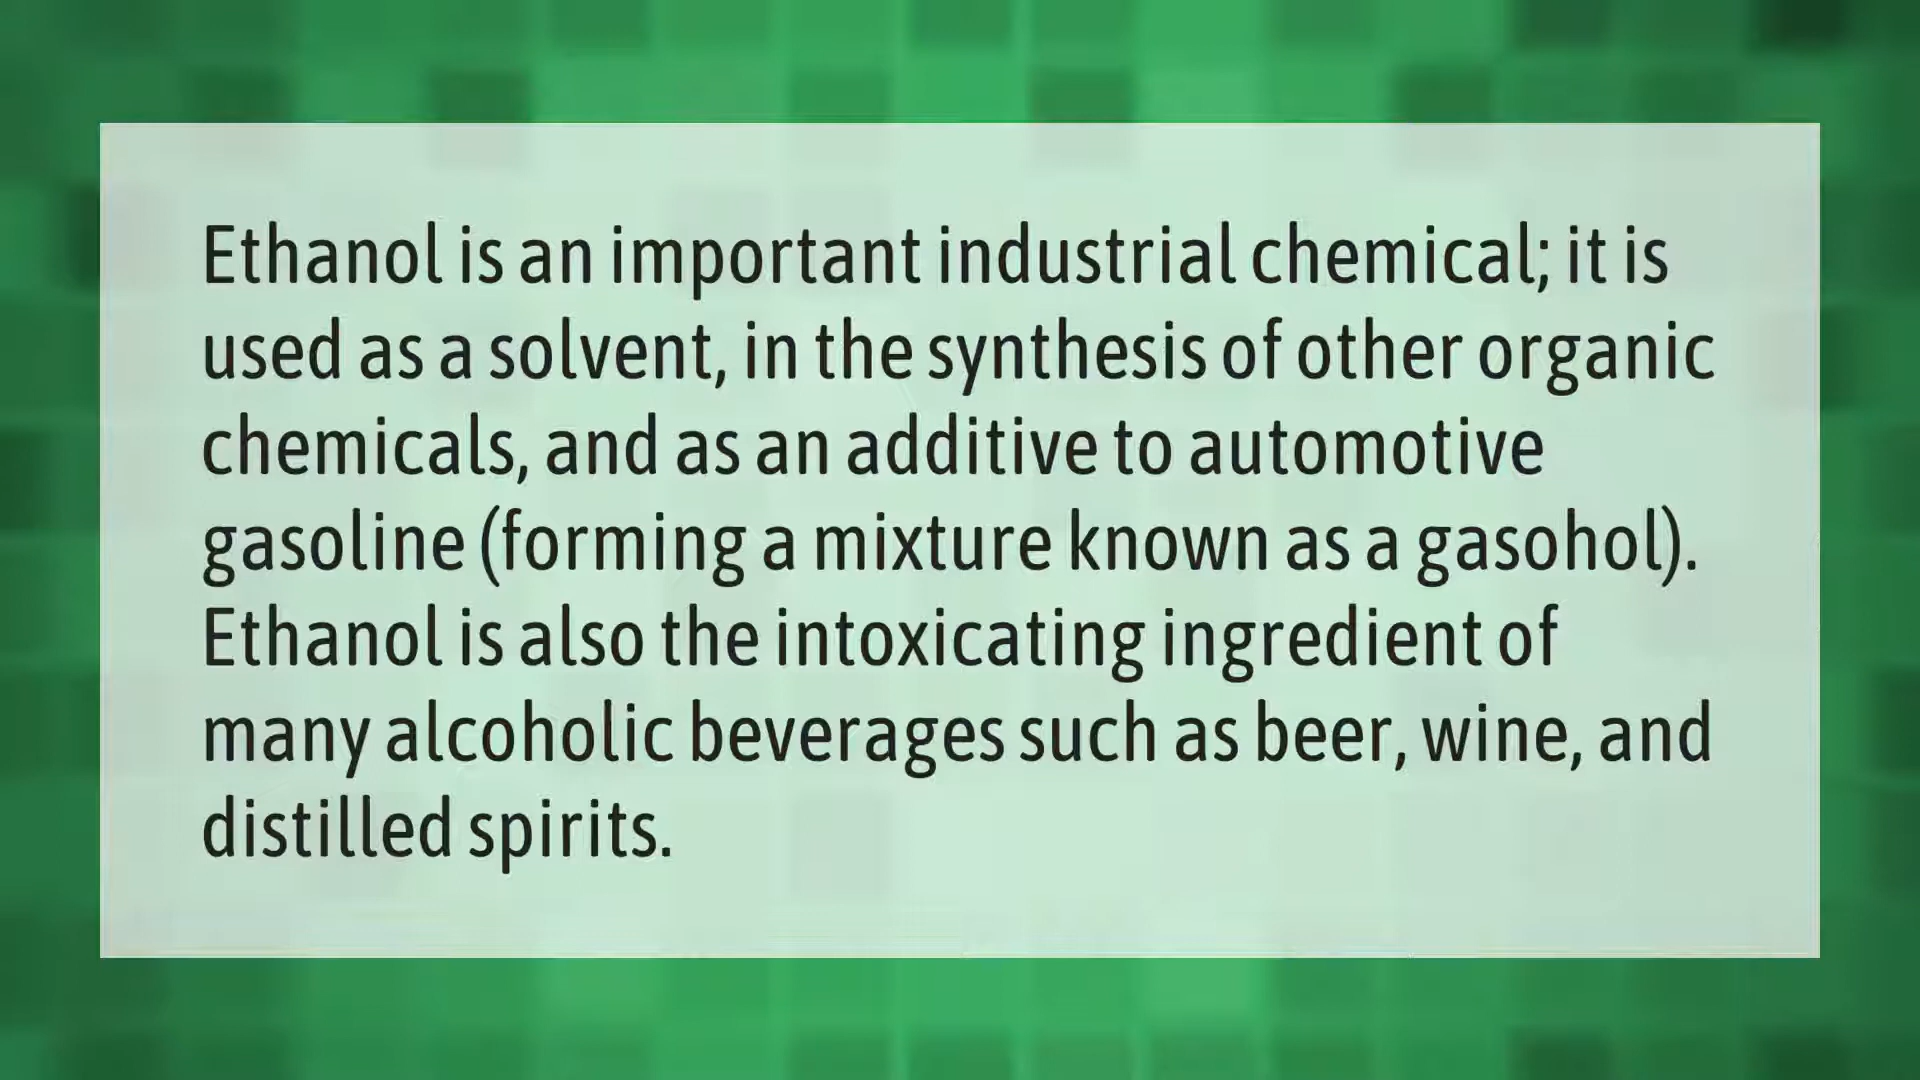 Ethanol is an important industrial chemical; it is
used as a solvent, in the synthesis of other organic
chemicals, and as an additive to automotive
gasoline (forming a mixture known as a gasohol).
Ethanol is also the intoxicating ingredient of
many alcoholic beverages such as beer, wine, and
distilled spirits.